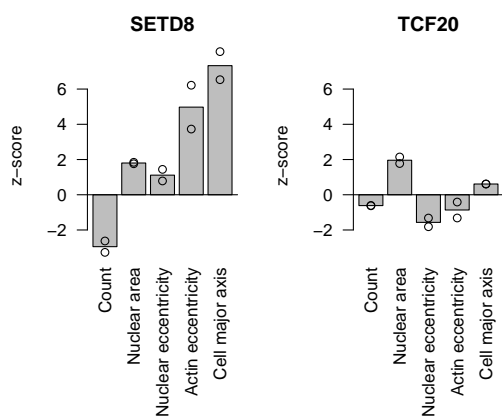 SETD8
TCF20
z−score
6
4
2
0
−2
Count
Nuclear area
Nuclear eccentricity
Actin eccentricity
Cell major axis
z−score
6
4
2
0
−2
Count
Nuclear area
Nuclear eccentricity
Actin eccentricity
Cell major axis